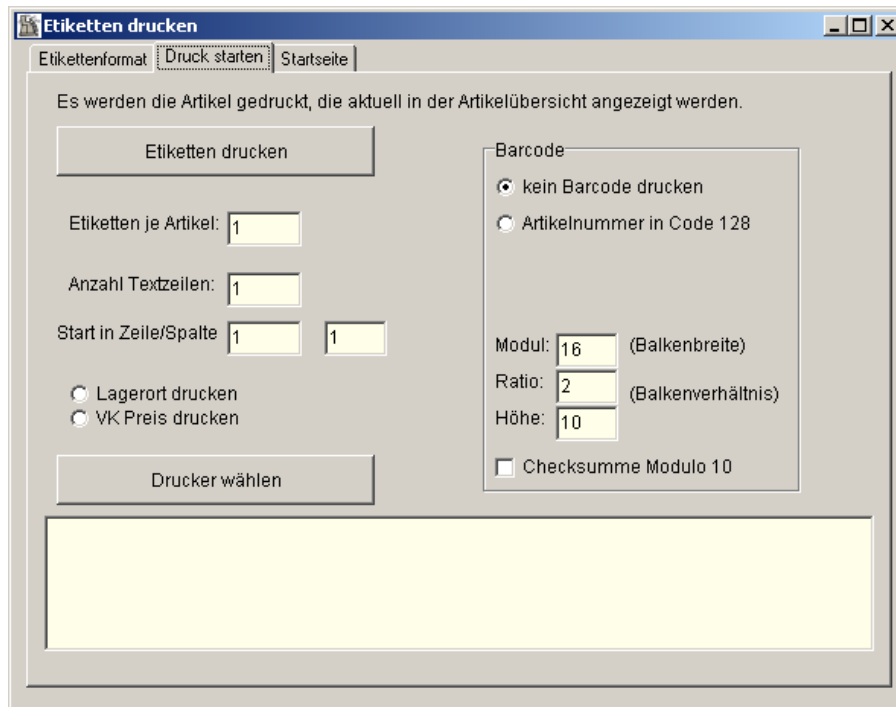 Etiketten drucken
Etikettenformat Druck starten Startseite
Es werden die Artikel gedruckt, die aktuell in der Artikelübersicht angezeigt werden.
Etiketten drucken
Etiketten je Artikel: 1
Anzahl Textzeilen: 1
Start in Zeile/Spalte 1 1
Lagerort drucken
VK Preis drucken
Drucker wählen
Barcode
kein Barcode drucken
Artikelnummer in Code 128
Modul: 16 (Balkenbreite)
Ratio: 2 (Balkenverhältnis)
Höhe: 10
Checksumme Modulo 10